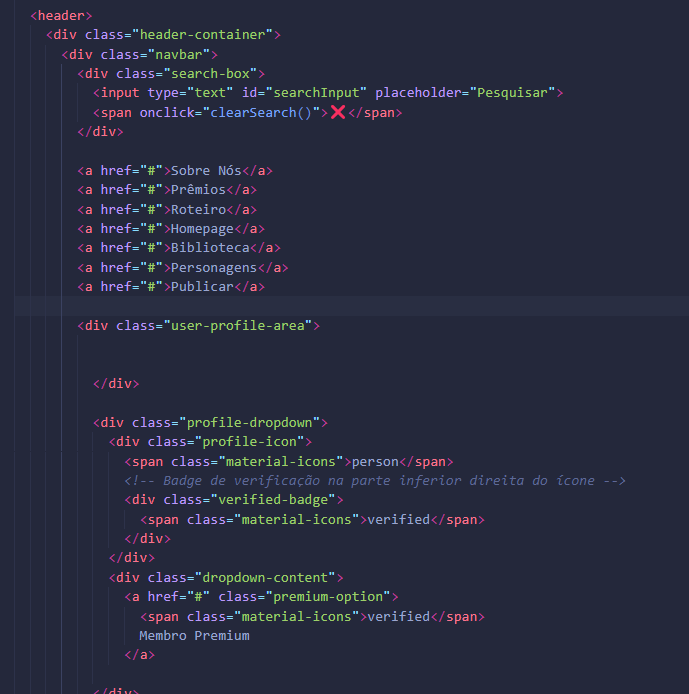 <header>
<div class="header-container">
<div class="navbar">
<div class="search-box">
<input type="text" id="searchInput" placeholder="Pesquisar">
<span onclick="clearSearch()">❌</span>
</div>
<a href="#">Sobre Nós</a>
<a href="#">Prêmios</a>
<a href="#">Roteiro</a>
<a href="#">Homepage</a>
<a href="#">Biblioteca</a>
<a href="#">Personagens</a>
<a href="#">Publicar</a>
<div class="user-profile-area">
</div>
<div class="profile-dropdown">
<div class="profile-icon">
<span class="material-icons">person</span>
<!-- Badge de verificação na parte inferior direita do ícone -->
<div class="verified-badge">
<span class="material-icons">verified</span>
</div>
</div>
<div class="dropdown-content">
<a href="#" class="premium-option">
<span class="material-icons">verified</span>
Membro Premium
</a>
</div>